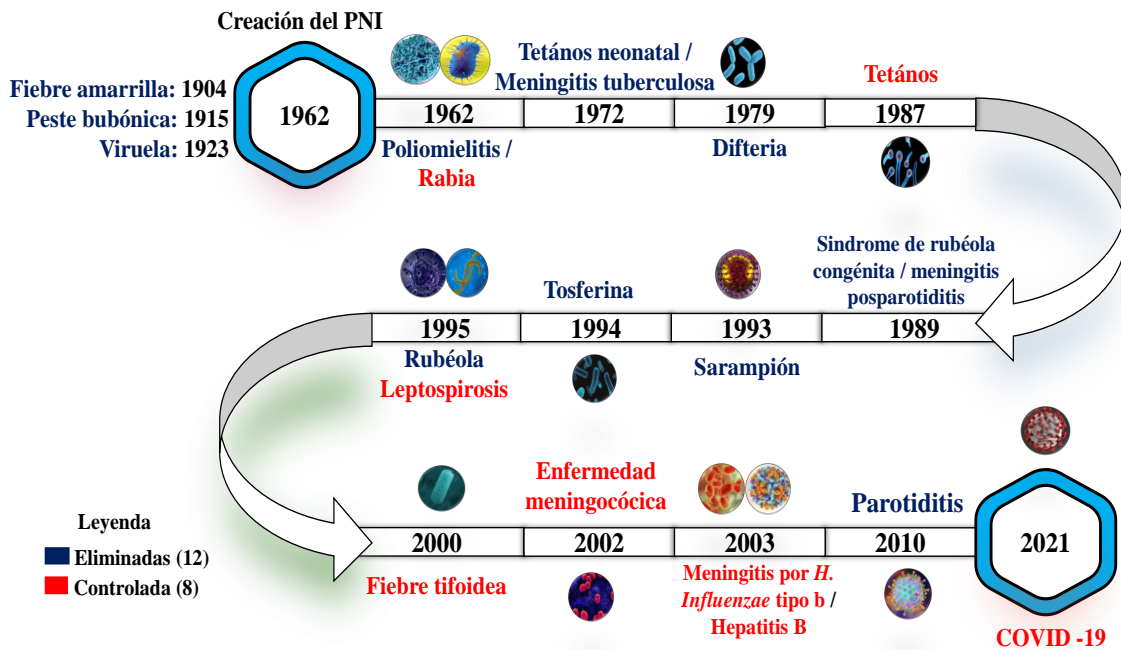 Creación del PNI
Fiebre amarrilla: 1904
Peste bubónica: 1915
Viruela: 1923
1962
1962
Poliomielitis /
Rabia
Tetános neonatal /
Meningitis tuberculosa
1972
1979
Difteria
Tetános
1987
Sindrome de rubéola
congénita / meningitis
posparotiditis
1989
1993
Sarampión
Tosferina
1994
1995
Rubéola
Leptospirosis
2000
Fiebre tifoidea
Enfermedad
meningocócica
2002
2003
Meningitis por H.
Influenzae tipo b /
Hepatitis B
Parotiditis
2010
2021
COVID -19
Leyenda
Eliminadas (12)
Controlada (8)